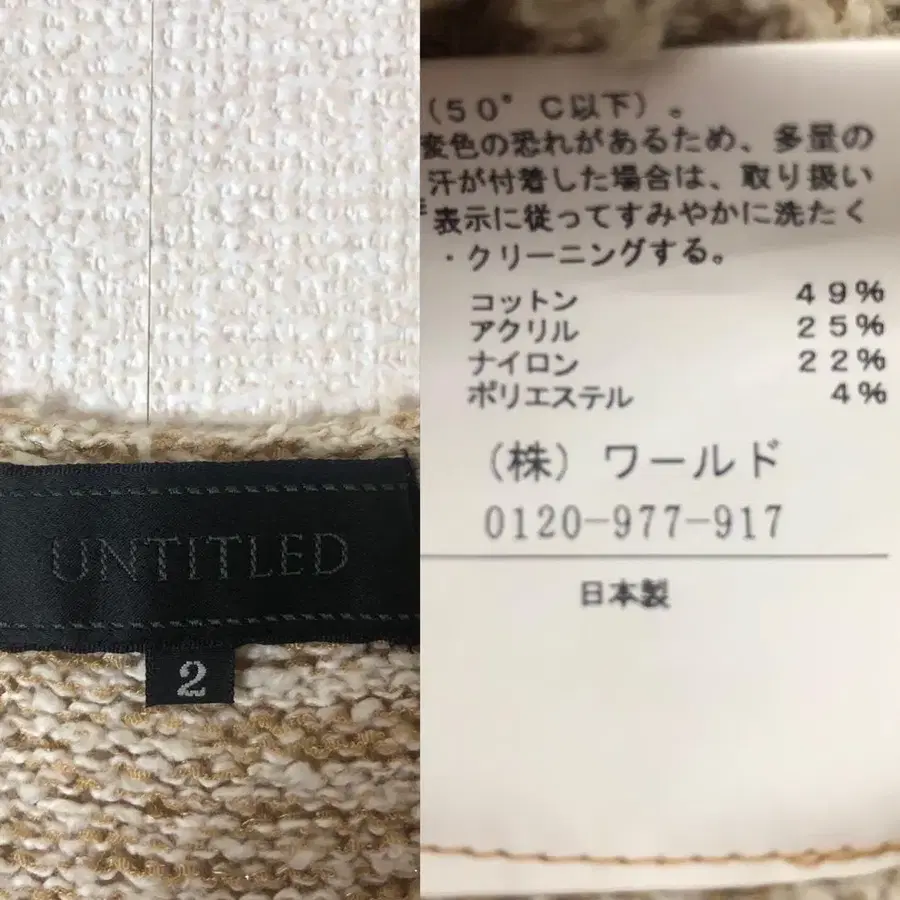 UNTITLED
2
(50°C以下)。
変色の恐れがあるため、多量の
汗が付着した場合は、取り扱い
表示に従ってすみやかに洗たく
・クリーニングする。
コットン 49%
アクリル 25%
ナイロン 22%
ポリエステル 4%
(株)ワールド
0120-977-917
日本製